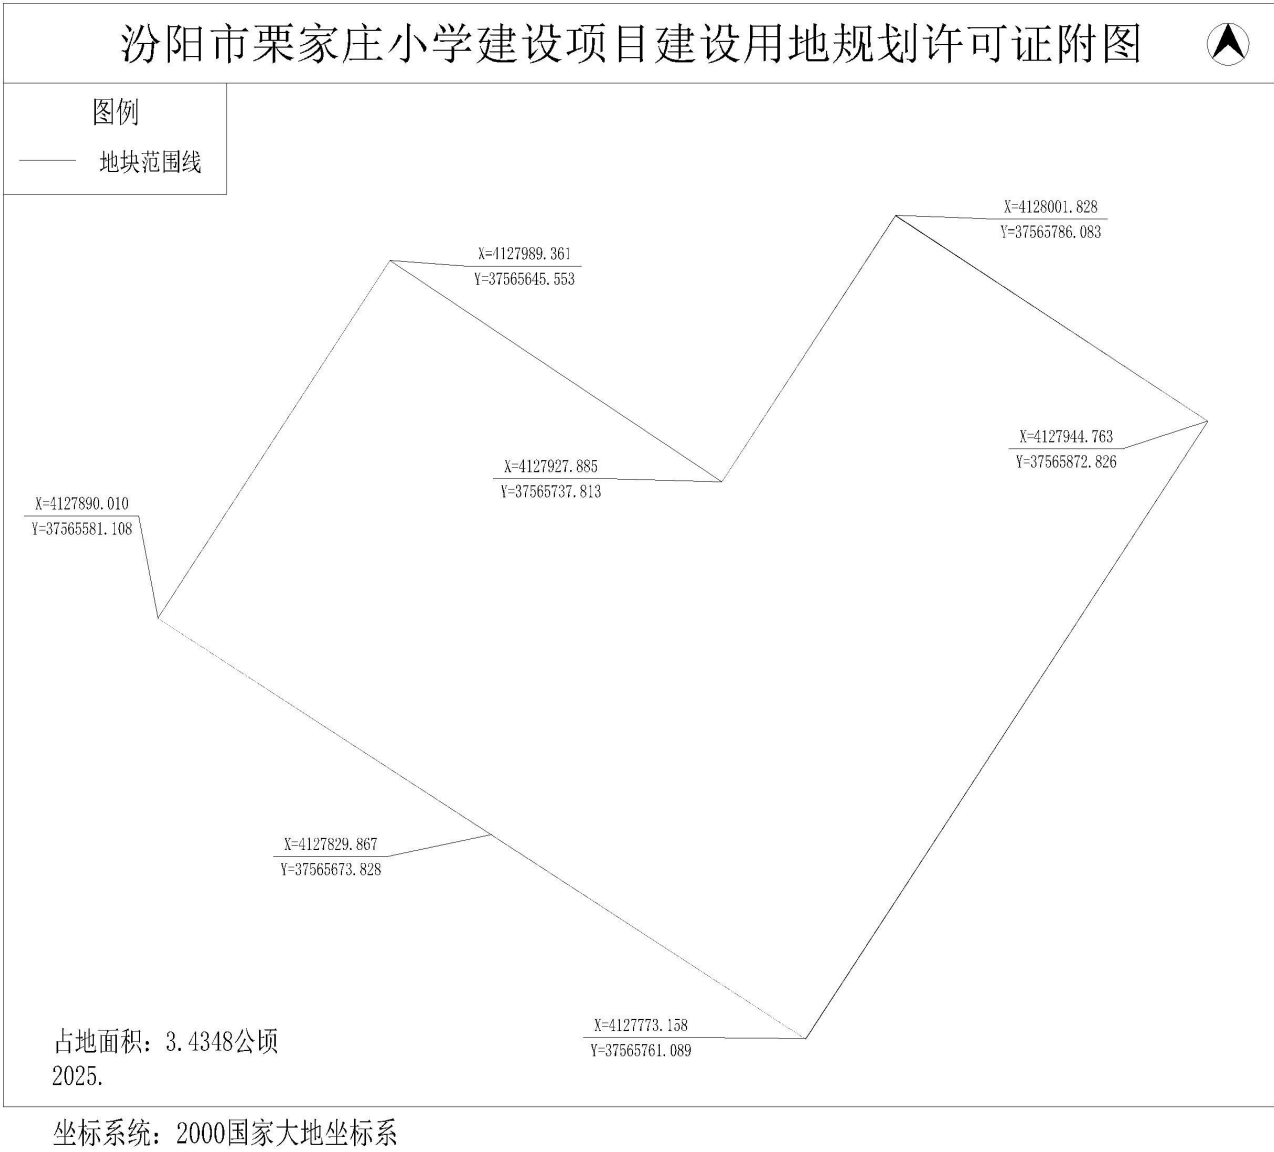 汾阳市栗家庄小学建设项目建设用地规划许可证附图
图例
地块范围线
X=4128001.828
Y=37565786.083
X=4127989.361
Y=37565645.553
X=4127944.763
Y=37565872.826
X=4127927.885
Y=37565737.813
X=4127890.010
Y=37565581.108
X=4127829.867
Y=37565673.828
X=4127773.158
Y=37565761.089
占地面积：3.4348公顷
2025.
坐标系统：2000国家大地坐标系